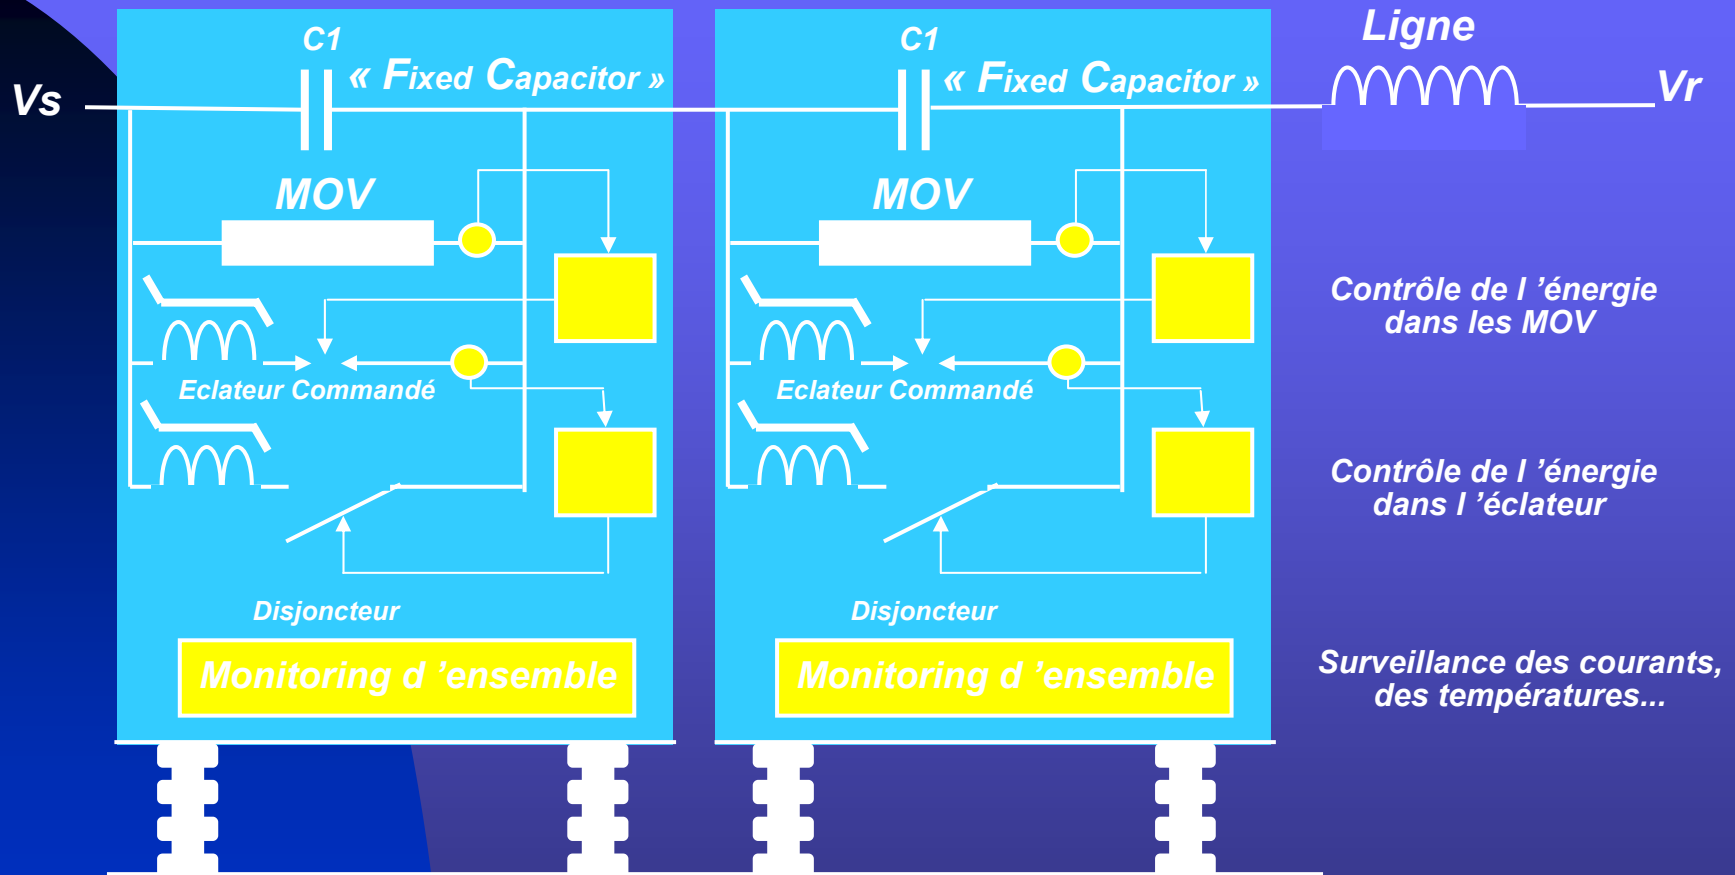 C1
« Fixed Capacitor »
C1
« Fixed Capacitor »
Ligne
Vs
Vr
MOV
MOV
Contrôle de l ’énergie
dans les MOV
Eclateur Commandé
Eclateur Commandé
Contrôle de l ’énergie
dans l ’éclateur
Disjoncteur
Disjoncteur
Monitoring d ’ensemble
Monitoring d ’ensemble
Surveillance des courants,
des températures...